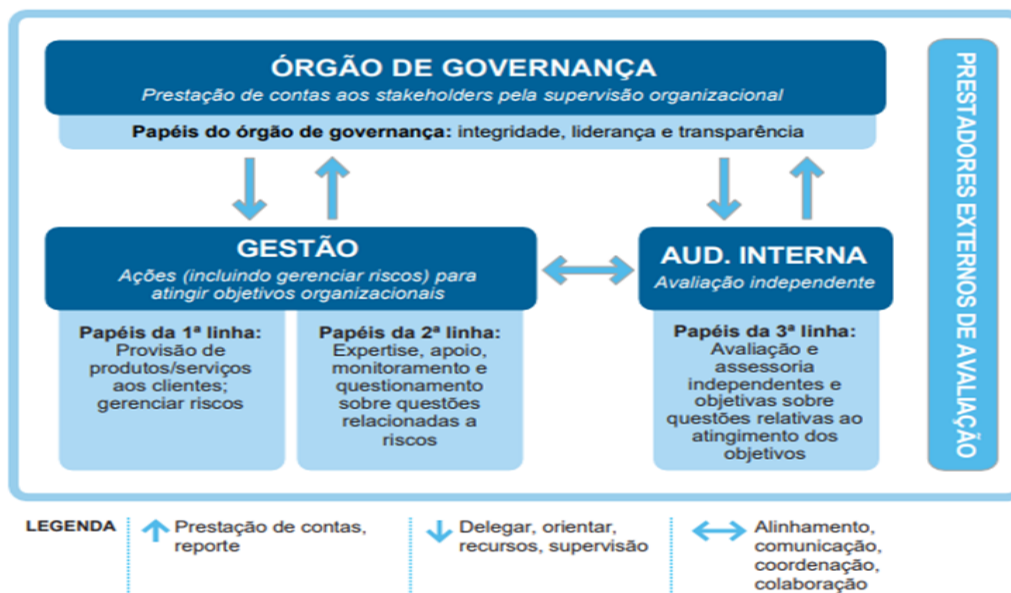 ÓRGÃO DE GOVERNANÇA
Prestação de contas aos stakeholders pela supervisão organizacional
Papéis do órgão de governança: integridade, liderança e transparência
GESTÃO
Ações (incluindo gerenciar riscos) para
atingir objetivos organizacionais
Papéis da 1ª linha:
Provisão de
produtos/serviços
aos clientes;
gerenciar riscos
Papéis da 2ª linha:
Expertise, apoio,
monitoramento e
questionamento
sobre questões
relacionadas a
riscos
AUD. INTERNA
Avaliação independente
Papéis da 3ª linha:
Avaliação e
assessoria
independentes e
objetivas sobre
questões relativas ao
atingimento dos
objetivos
PRESTADORES EXTERNOS DE AVALIAÇÃO
LEGENDA
Prestação de contas,
reporte
Delegar, orientar,
recursos, supervisão
Alinhamento,
comunicação,
coordenação,
colaboração